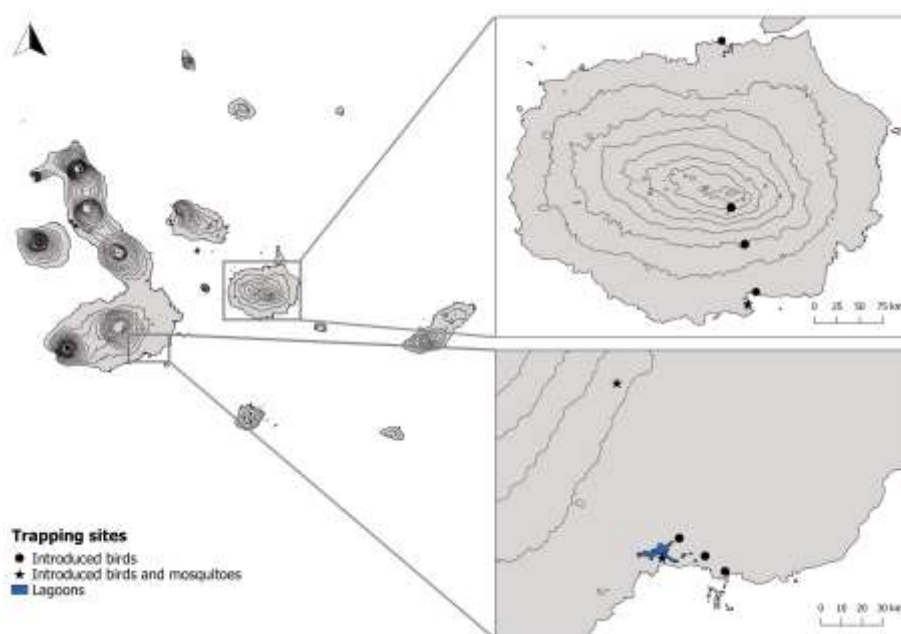 0 25 50 75 km
Trapping sites
Introduced birds
Introduced birds and mosquitoes
Lagoons
0 10 20 30 km